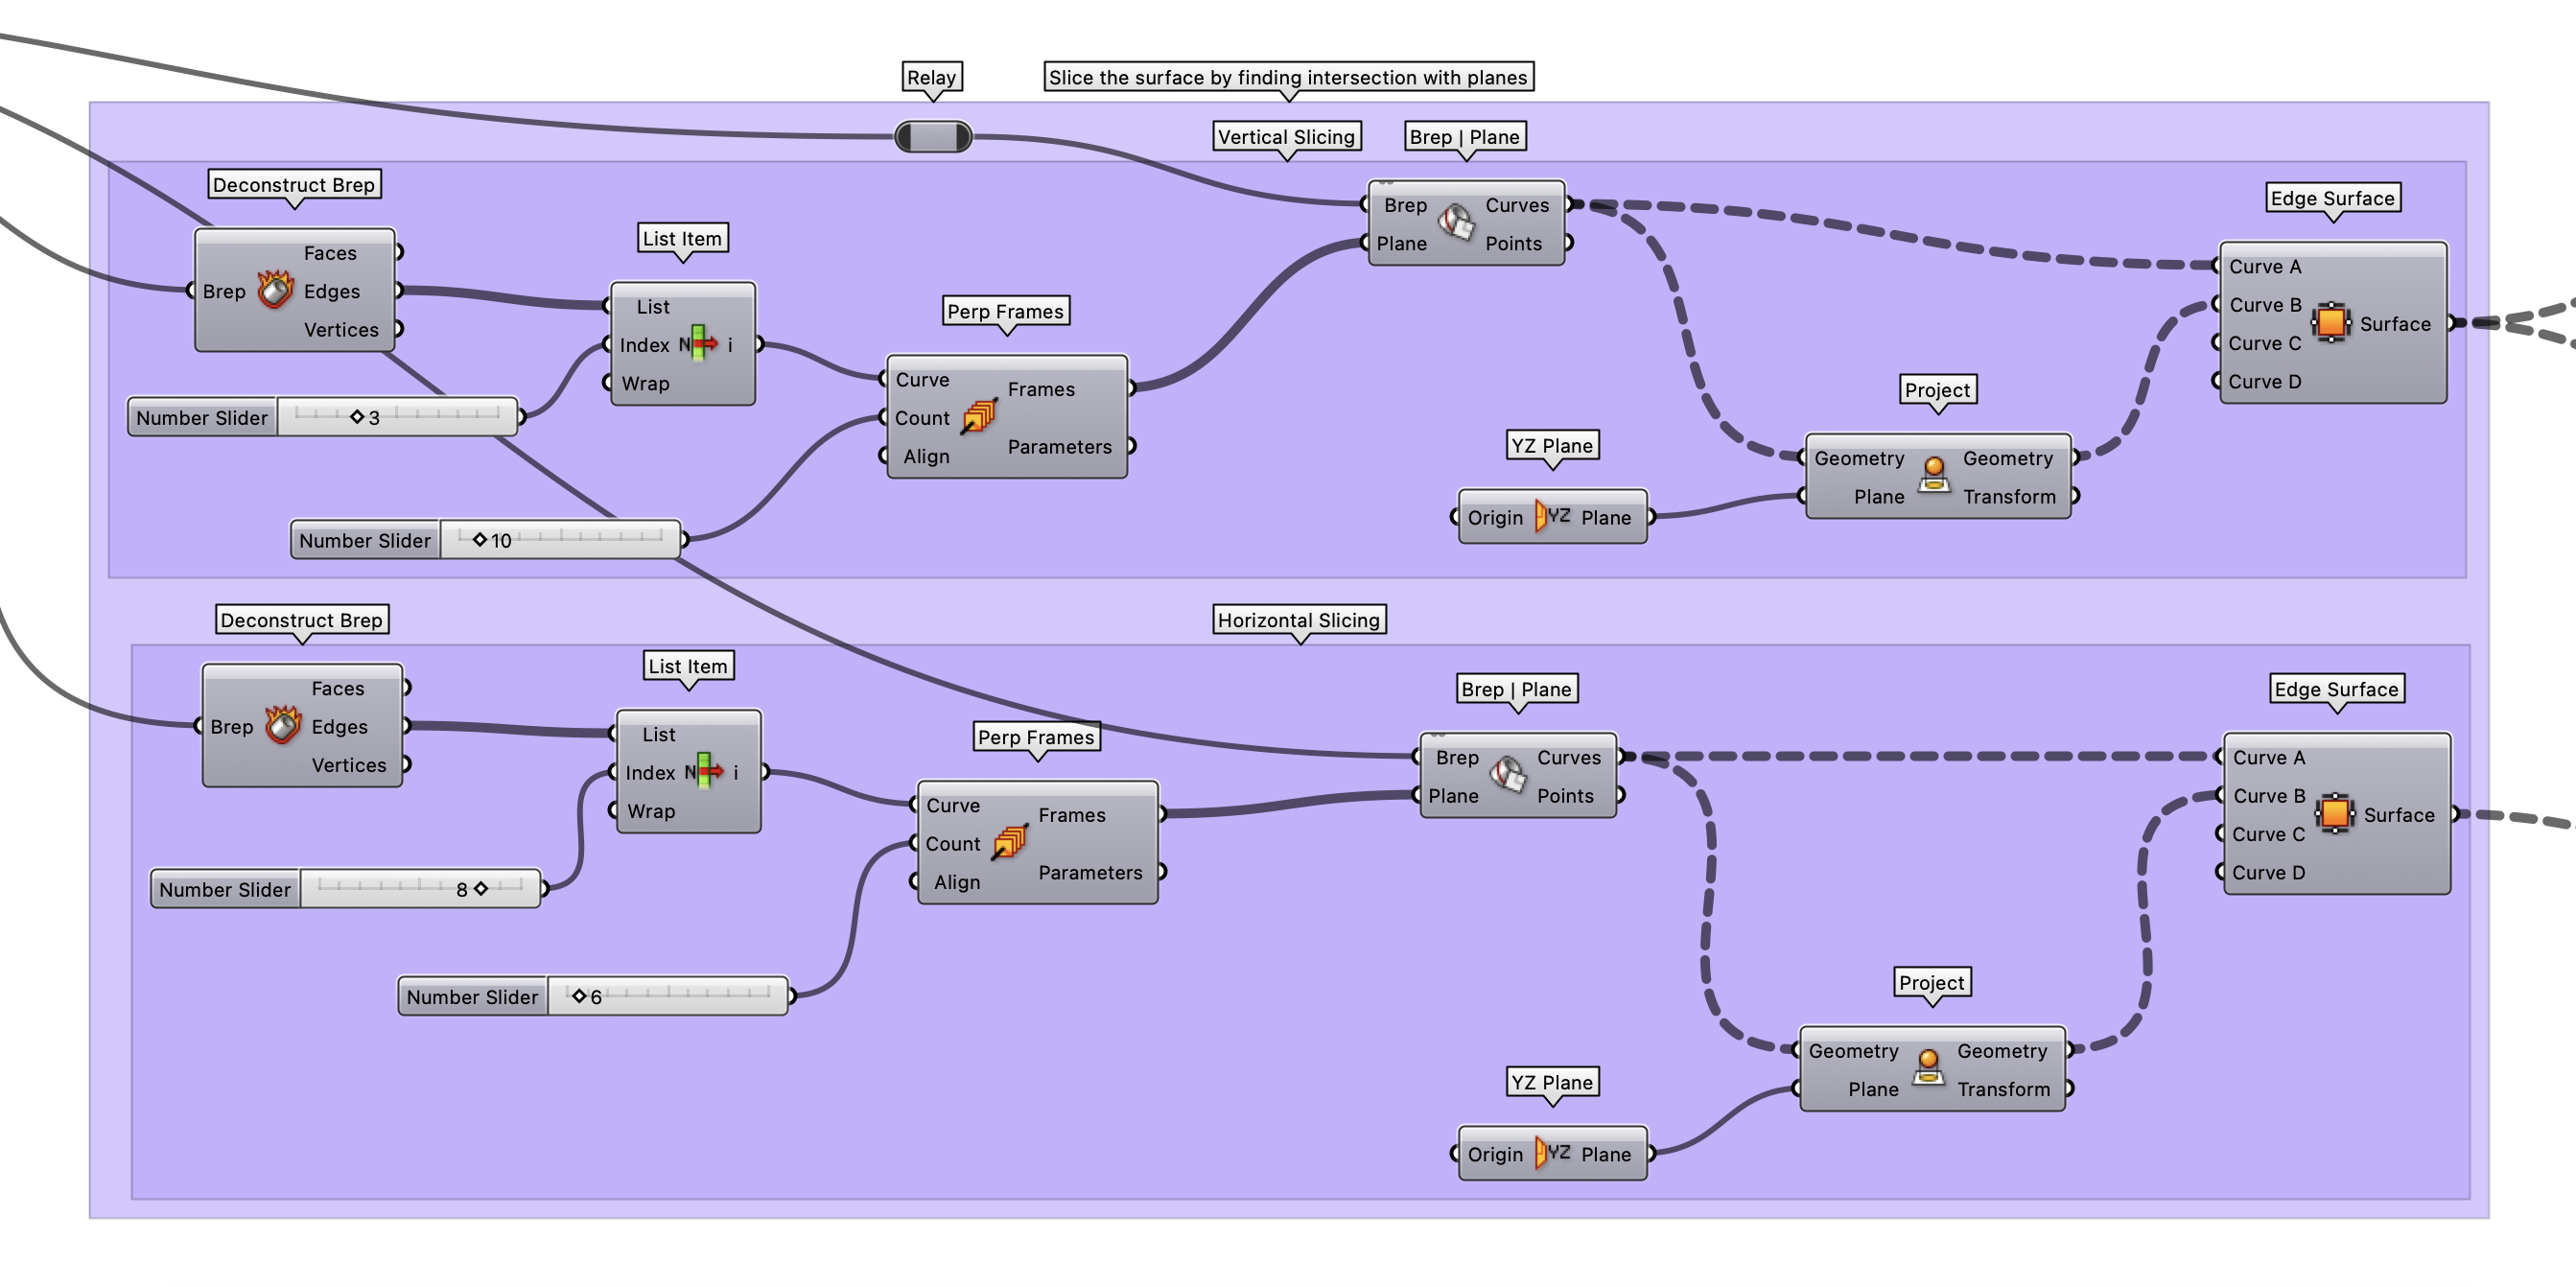 Relay
Slice the surface by finding intersection with planes
Vertical Slicing
Brep | Plane
Deconstruct Brep
Edge Surface
Brep
Curves
List Item
Plane
Points
Faces
Brep
Edges
Vertices
Curve A
Curve B
Curve C
Curve D
Surface
List
Index
N
i
Wrap
Perp Frames
Curve
Count
Align
Frames
Parameters
Project
Number Slider
3
YZ Plane
Geometry
Plane
Geometry
Transform
Origin
YZ
Plane
Number Slider
10
Horizontal Slicing
Deconstruct Brep
List Item
Brep | Plane
Edge Surface
Faces
Brep
Edges
Vertices
List
Index
N
i
Wrap
Perp Frames
Brep
Plane
Curves
Points
Curve A
Curve B
Curve C
Curve D
Surface
Curve
Count
Align
Frames
Parameters
Number Slider
8
Number Slider
6
Project
Geometry
Plane
Geometry
Transform
YZ Plane
Origin
YZ
Plane